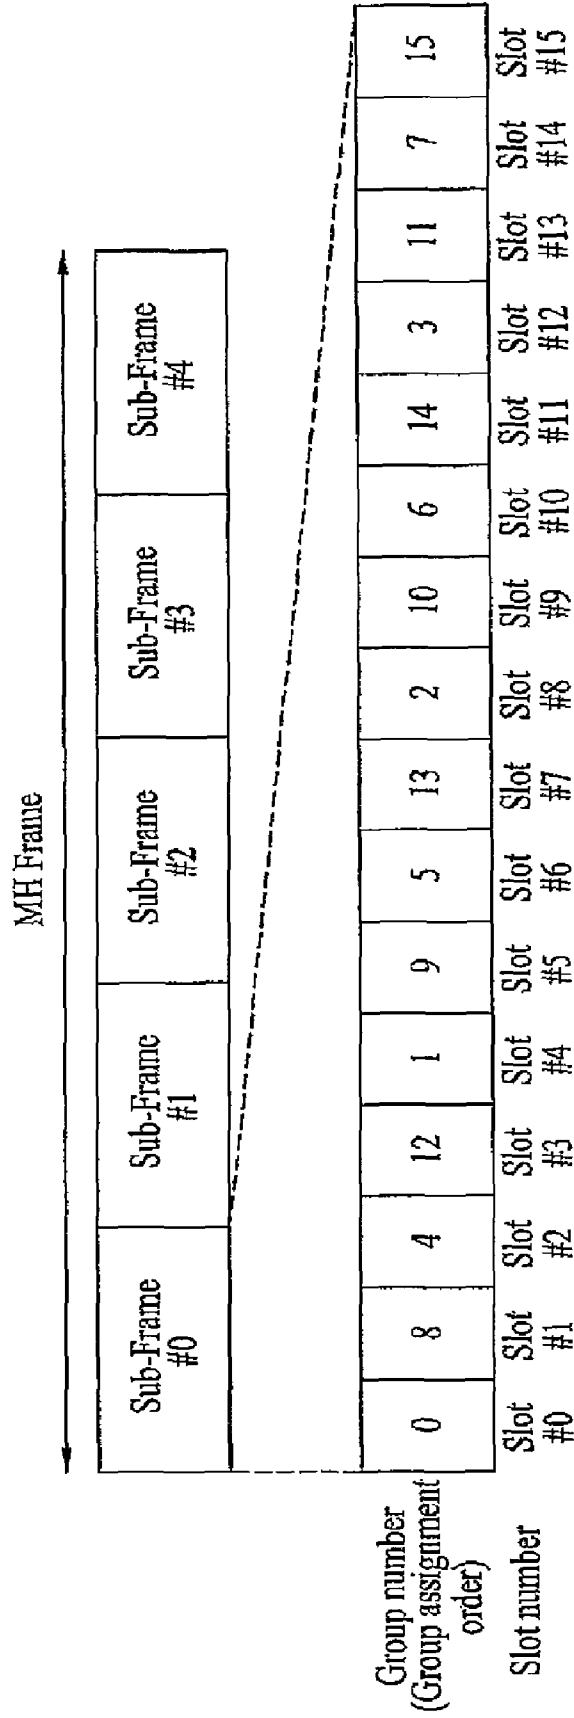 MH Frame
Sub-Frame
#0
Sub-Frame
#1
Sub-Frame
#2
Sub-Frame
#3
Sub-Frame
#4
Group number
(Group assignment
order)
0 8 4 12 1 9 5 13 2 10 6 14 3 11 7 15
Slot number
Slot
#0
Slot
#1
Slot
#2
Slot
#3
Slot
#4
Slot
#5
Slot
#6
Slot
#7
Slot
#8
Slot
#9
Slot
#10
Slot
#11
Slot
#12
Slot
#13
Slot
#14
Slot
#15